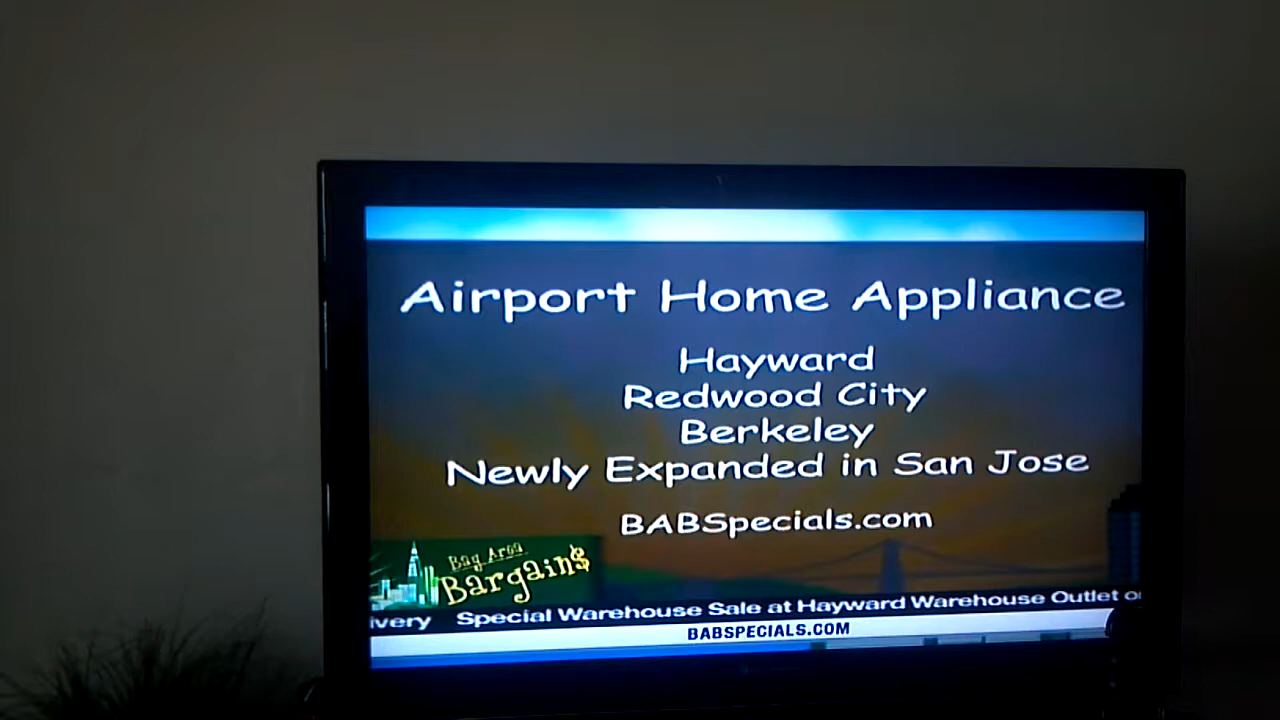 Airport Home Appliance
Hayward
Redwood City
Berkeley
Newly Expanded in San Jose
BABSpecials.com
Bay Area
Bargain$
ivery Special Warehouse Sale at Hayward Warehouse Outlet o
BABSPECIALS.COM